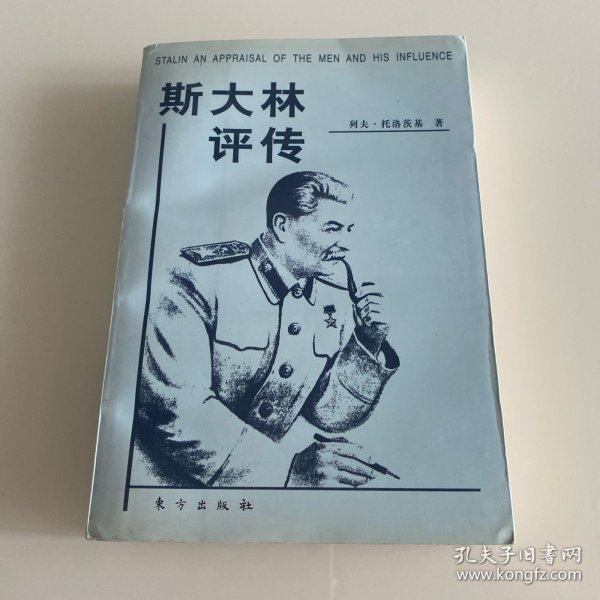 STALIN AN APPRAISAL OF THE MEN AND HIS INFLUENCE
斯大林
评传
列夫·托洛茨基 著
東方出版社
孔夫子旧书网
www.kongfz.com